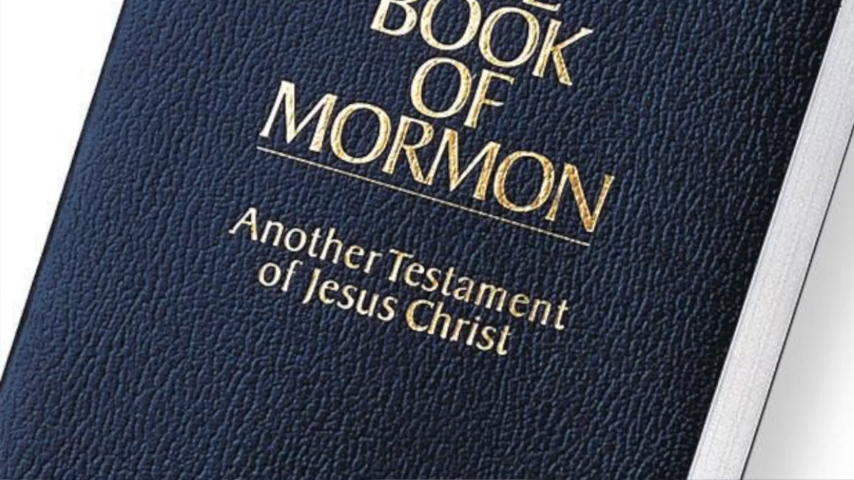 BOOK
OF
MORMON
Another Testament
of Jesus Christ